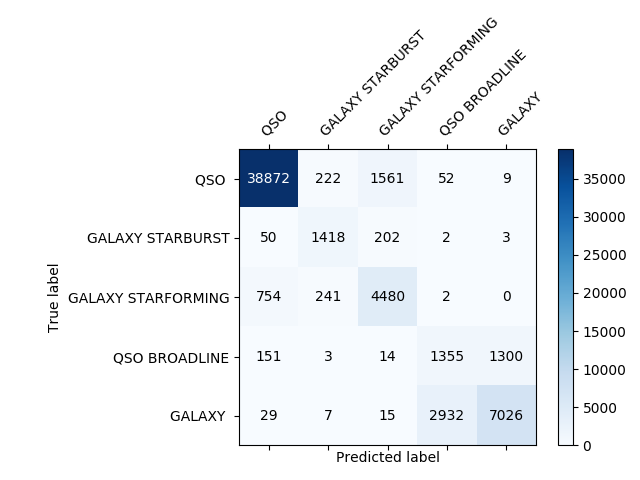 QSO
GALAXY STARBURST
GALAXY STARFORMING
QSO BROADLINE
GALAXY
True label
QSO 38872 222 1561 52 9
GALAXY STARBURST 50 1418 202 2 3
GALAXY STARFORMING 754 241 4480 2 0
QSO BROADLINE 151 3 14 1355 1300
GALAXY 29 7 15 2932 7026
Predicted label
35000
30000
25000
20000
15000
10000
5000
0